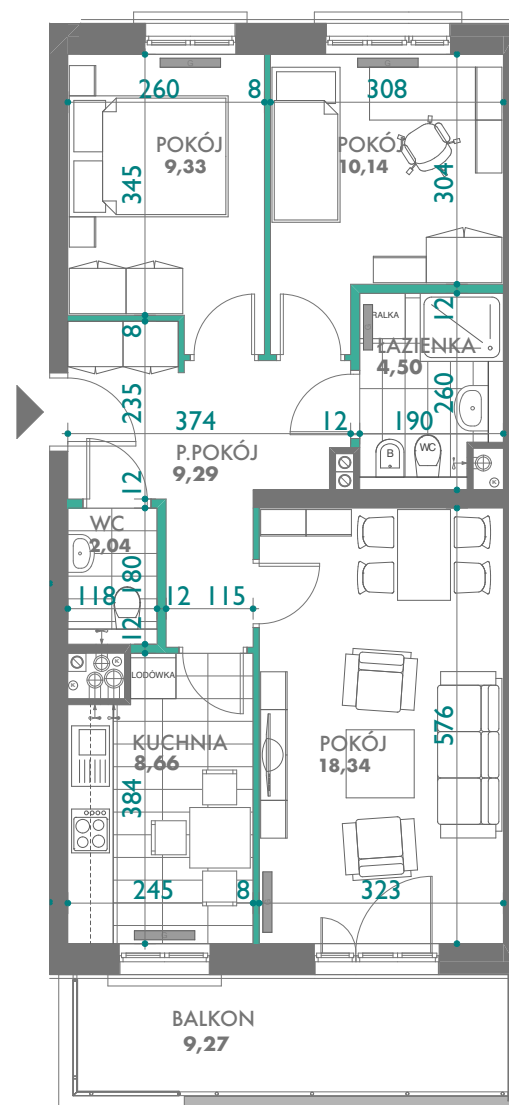 260
8
308
POKÓJ
9,33
POKÓJ
10,14
345
304
RALKA
12
ŁAZIENKA
4,50
8
235
260
374
12
190
P.POKÓJ
9,29
B
WC
K
12
WC
2,04
180
118
12
115
12
K
K
K
LODÓWKA
KUCHNIA
8,66
POKÓJ
18,34
576
384
245
8
323
BALKON
9,27